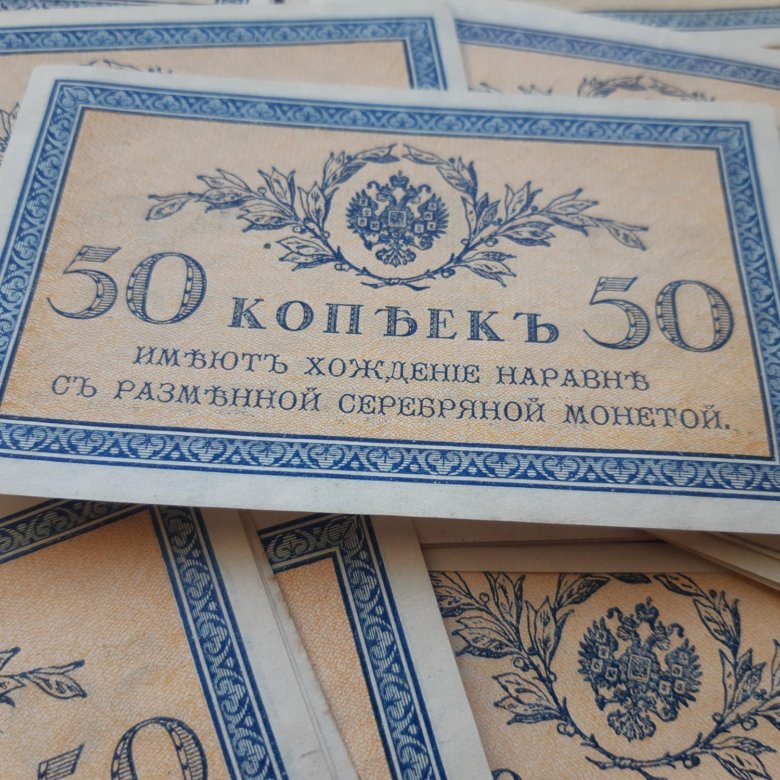 50 КОПѢЕКЪ 50
ИМѢЮТЪ ХОЖДЕНІЕ НАРАВНѢ
СЪ РАЗМѢННОЙ СЕРЕБРЯНОЙ МОНЕТОЙ.